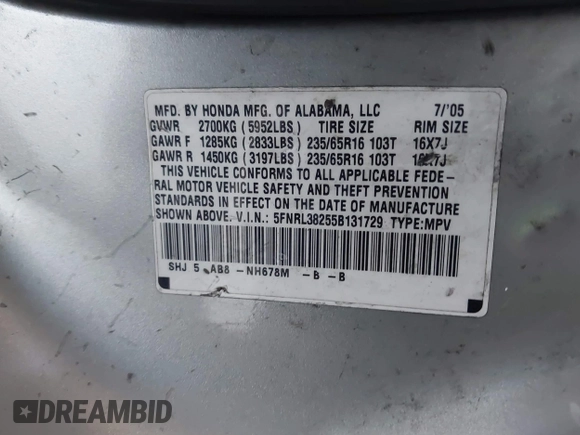 MFD. BY HONDA MFG. OF ALABAMA, LLC 7/'05
GVWR 2700KG (5952LBS) TIRE SIZE RIM SIZE
GAWR F 1285KG (2833LBS) 235/65R16 103T 16X7J
GAWR R 1450KG (3197LBS) 235/65R16 103T
THIS VEHICLE CONFORMS TO ALL APPLICABLE FEDE-
RAL MOTOR VEHICLE SAFETY AND THEFT PREVENTION
STANDARDS IN EFFECT ON THE DATE OF MANUFACTURE
SHOWN ABOVE. V.I.N.: 5FNRL38255B131729 TYPE:MPV
SHJ 5 AB8 -NH678M -B -B
DREAMBID